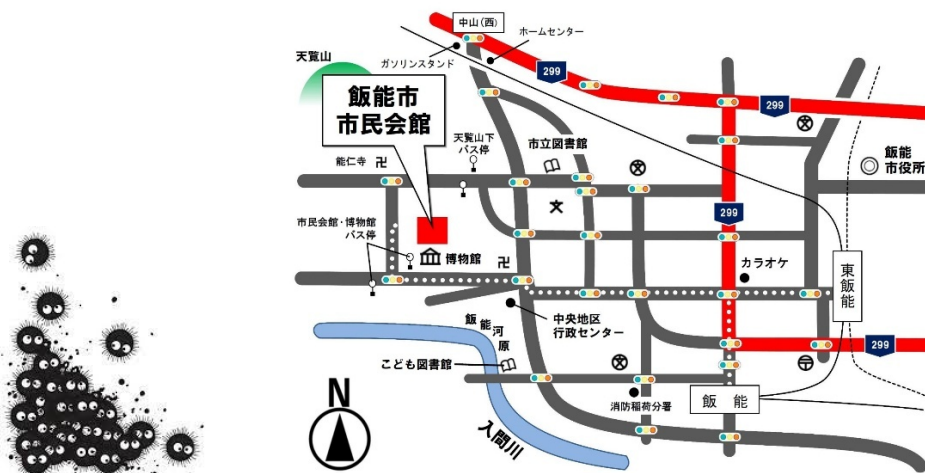 中山(西)
ホームセンター
ガソリンスタンド
天覧山
299
299
飯能市
市民会館
天覧山下
バス停
市立図書館
能仁寺
飯能
市役所
299
市民会館・博物館
バス停
博物館
カラオケ
東飯能
中央地区
行政センター
飯能河原
299
こども図書館
N
消防稲荷分署
飯能
入間川